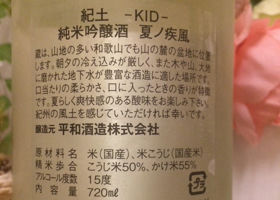 紀土 -KID-
純米吟醸酒 夏ノ疾風
蔵は、山地の多い和歌山でも山の麓の盆地に位置
します。朝夕の冷え込みが厳しく、また木や山、大地
に磨かれた地下水が豊富な酒造に適した場所です。
口当たりの柔らかさ、口に入ったときの香りが特徴
です。夏らしく爽快感のある酸味をお楽しみ下さい!
紀州の風土を感じていただければ幸いです。
醸造元 平和酒造株式会社
原材料名 米(国産)、米こうじ(国産米)
精米歩合 こうじ米50%、かけ米55%
アルコール度数 15度
内容量 720mℓ
プラ